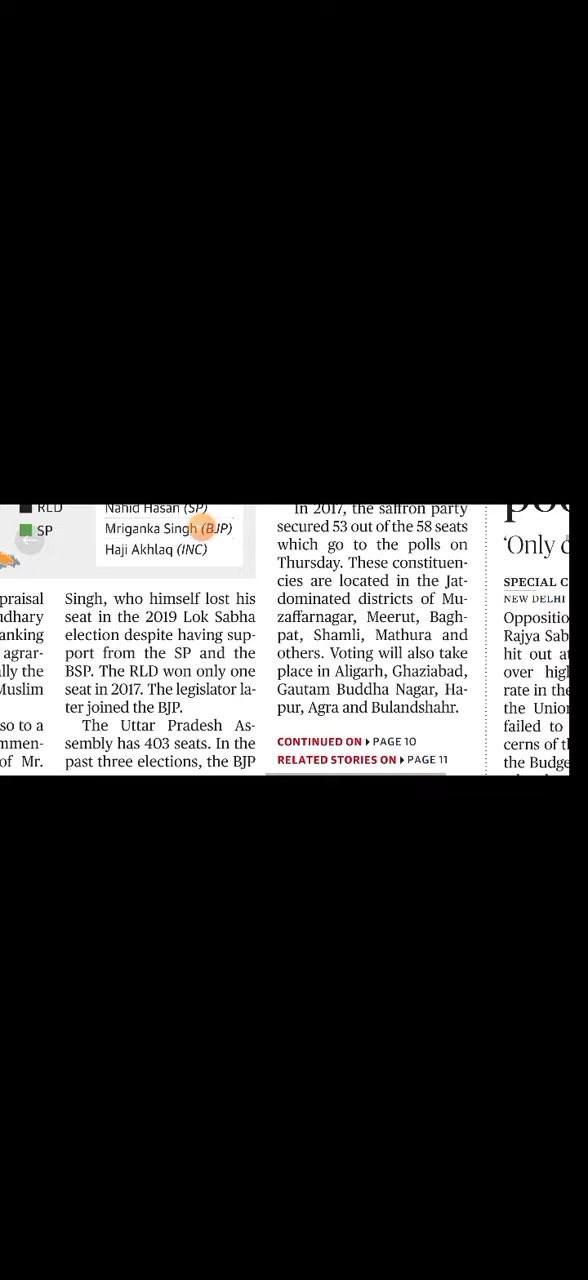 RLD
SP
Nahid Hasan (SP)
Mriganka Singh (BJP)
Haji Akhlaq (INC)
praisal
dhary
anking
agrar-
lly the
Muslim
so to a
mmen-
of Mr.
Singh, who himself lost his
seat in the 2019 Lok Sabha
election despite having sup-
port from the SP and the
BSP. The RLD won only one
seat in 2017. The legislator la-
ter joined the BJP.
The Uttar Pradesh As-
sembly has 403 seats. In the
past three elections, the BJP
In 2017, the saffron party
secured 53 out of the 58 seats
which go to the polls on
Thursday. These constituen-
cies are located in the Jat-
dominated districts of Mu-
zaffarnagar, Meerut, Bagh-
pat, Shamli, Mathura and
others. Voting will also take
place in Aligarh, Ghaziabad,
Gautam Buddha Nagar, Ha-
pur, Agra and Bulandshahr.
CONTINUED ON PAGE 10
RELATED STORIES ON PAGE 11
‘Only
SPECIAL C
NEW DELHI
Oppositio
Rajya Sab
hit out at
over high
rate in the
the Union
failed to
cerns of t
the Budge